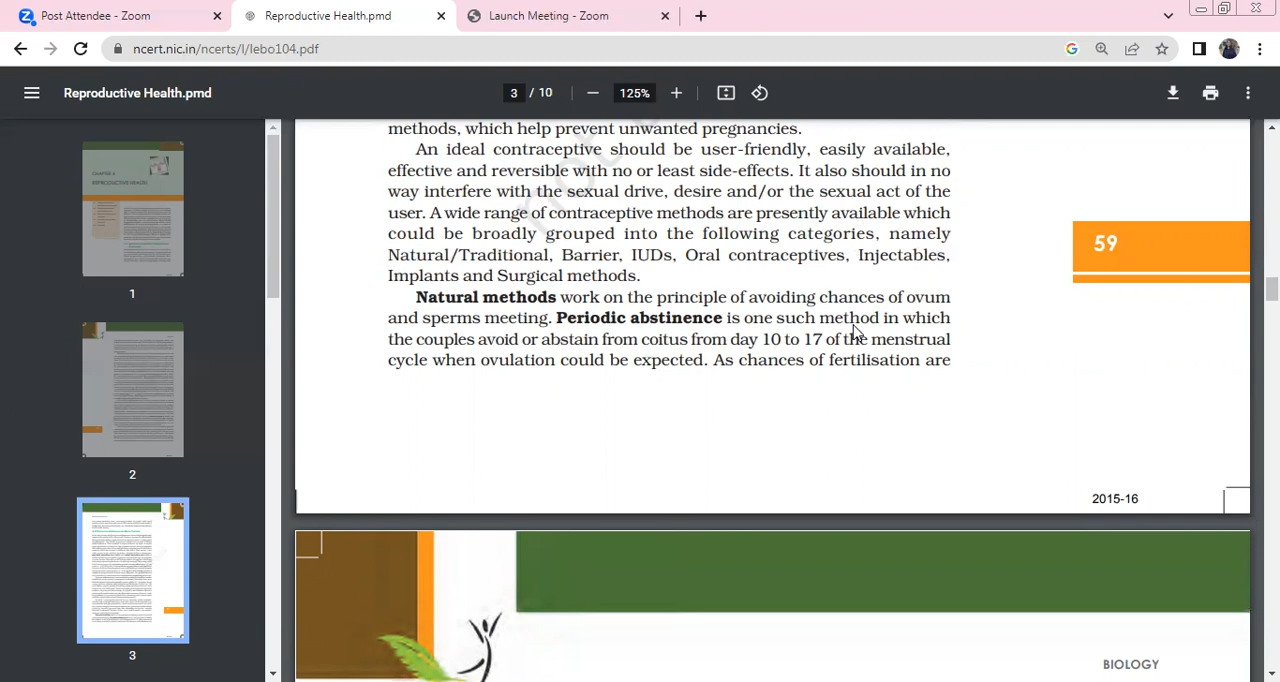 Post Attendee - Zoom
Reproductive Health.pmd
Launch Meeting - Zoom
ncert.nic.in/ncerts/l/lebo104.pdf
Reproductive Health.pmd
3 / 10
125%
methods, which help prevent unwanted pregnancies.
An ideal contraceptive should be user-friendly, easily available,
effective and reversible with no or least side-effects. It also should in no
way interfere with the sexual drive, desire and/or the sexual act of the
user. A wide range of contraceptive methods are presently available which
could be broadly grouped into the following categories, namely
Natural/Traditional, Barrier, IUDs, Oral contraceptives, Injectables,
Implants and Surgical methods.
Natural methods work on the principle of avoiding chances of ovum
and sperms meeting. Periodic abstinence is one such method in which
the couples avoid or abstain from coitus from day 10 to 17 of the menstrual
cycle when ovulation could be expected. As chances of fertilisation are
59
2015-16
BIOLOGY
1
2
3